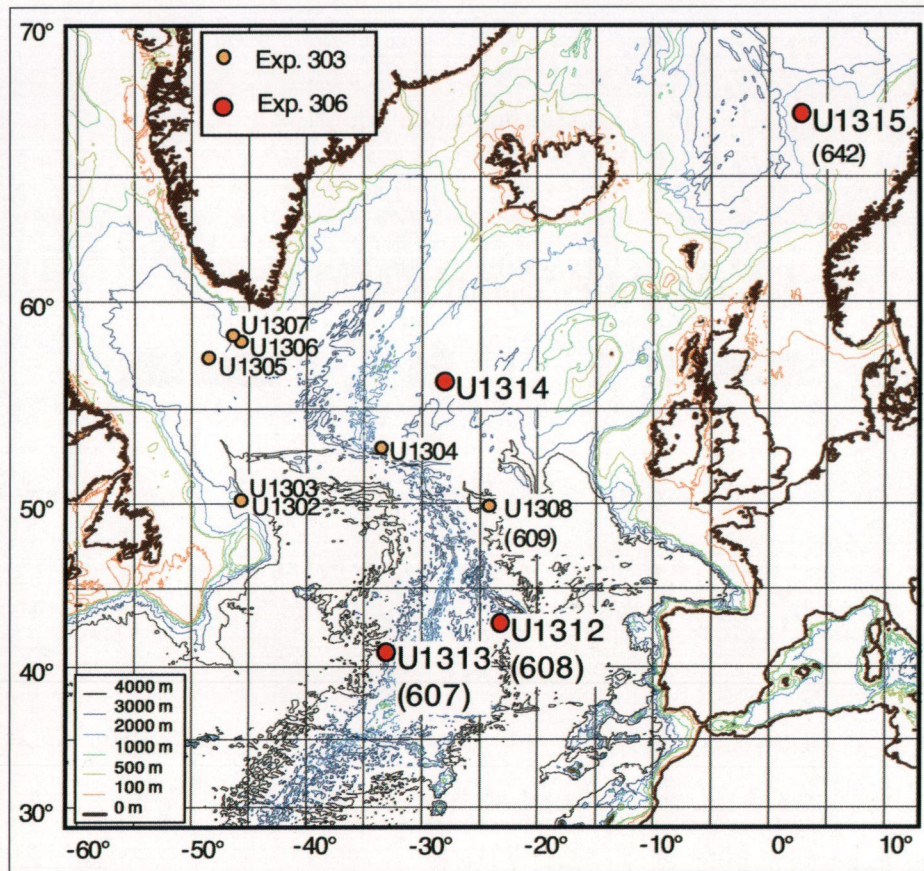 70°
60°
50°
40°
30°
Exp. 303
Exp. 306
U1315
(642)
U1307
U1306
U1305
U1314
U1304
U1303
U1302
U1308
(609)
U1312
(608)
U1313
(607)
4000 m
3000 m
2000 m
1000 m
500 m
100 m
0 m
-60° -50° -40° -30° -20° -10° 0° 10°